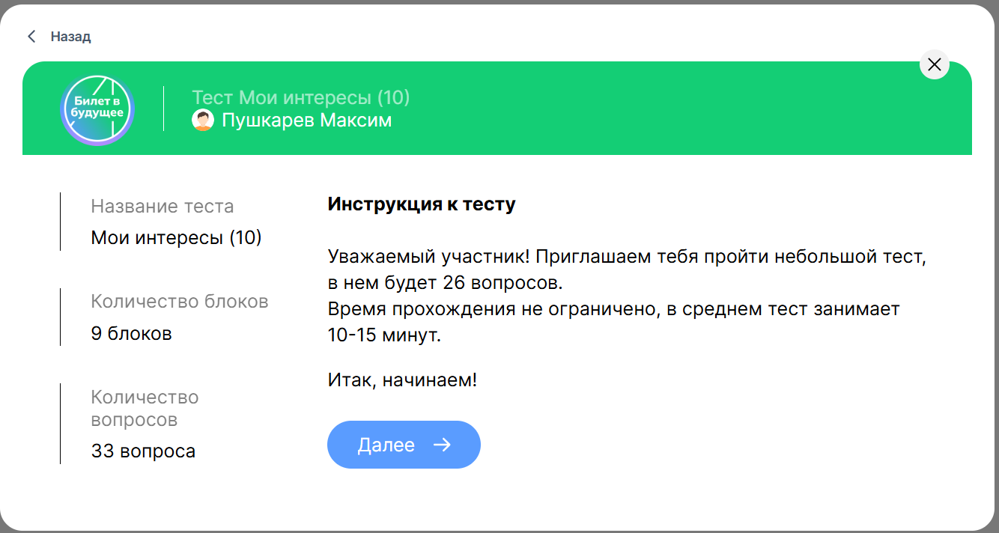 Назад
Билет в
будущее
Тест Мои интересы (10)
Пушкарев Максим
Название теста
Мои интересы (10)
Количество блоков
9 блоков
Количество
вопросов
33 вопроса
Инструкция к тесту
Уважаемый участник! Приглашаем тебя пройти небольшой тест,
в нем будет 26 вопросов.
Время прохождения не ограничено, в среднем тест занимает
10-15 минут.
Итак, начинаем!
Далее